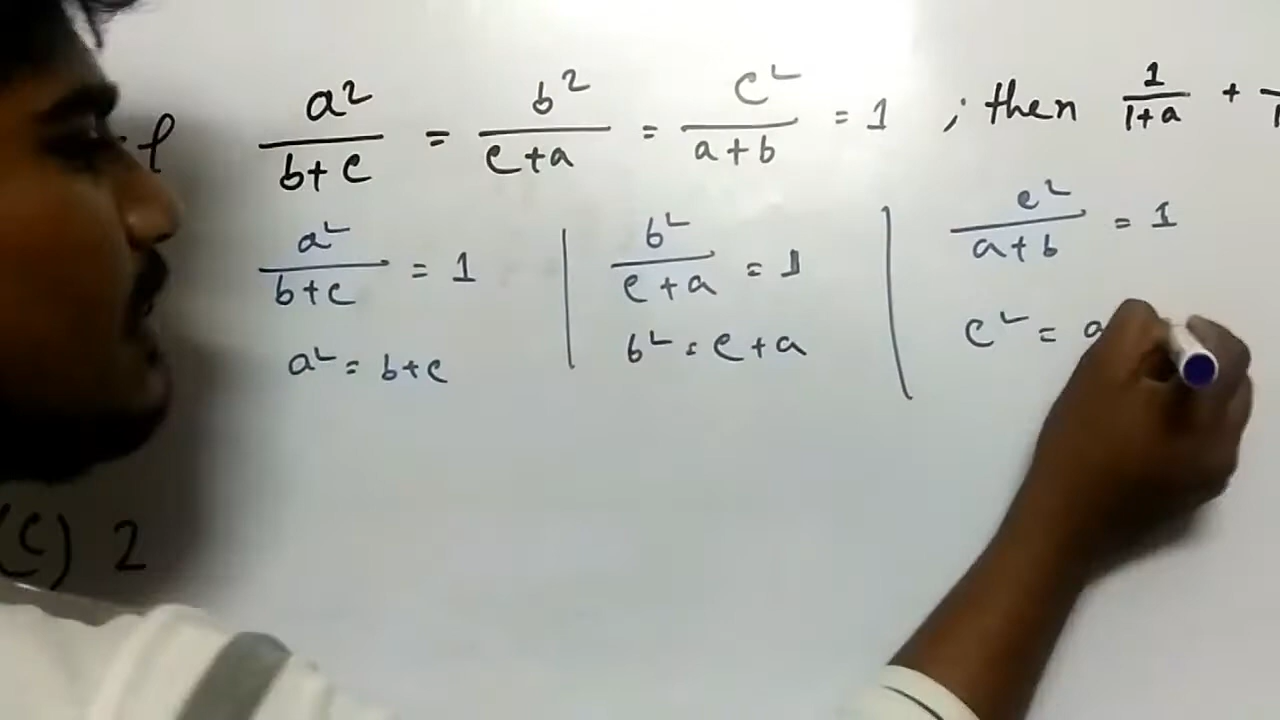 if a²/(b+c) = b²/(c+a) = c²/(a+b) = 1 ; then 1/(1+a) +
a²/(b+c) = 1 | b²/(c+a) = 1 | c²/(a+b) = 1
a² = b+c | b² = c+a | c² = a
(C) 2